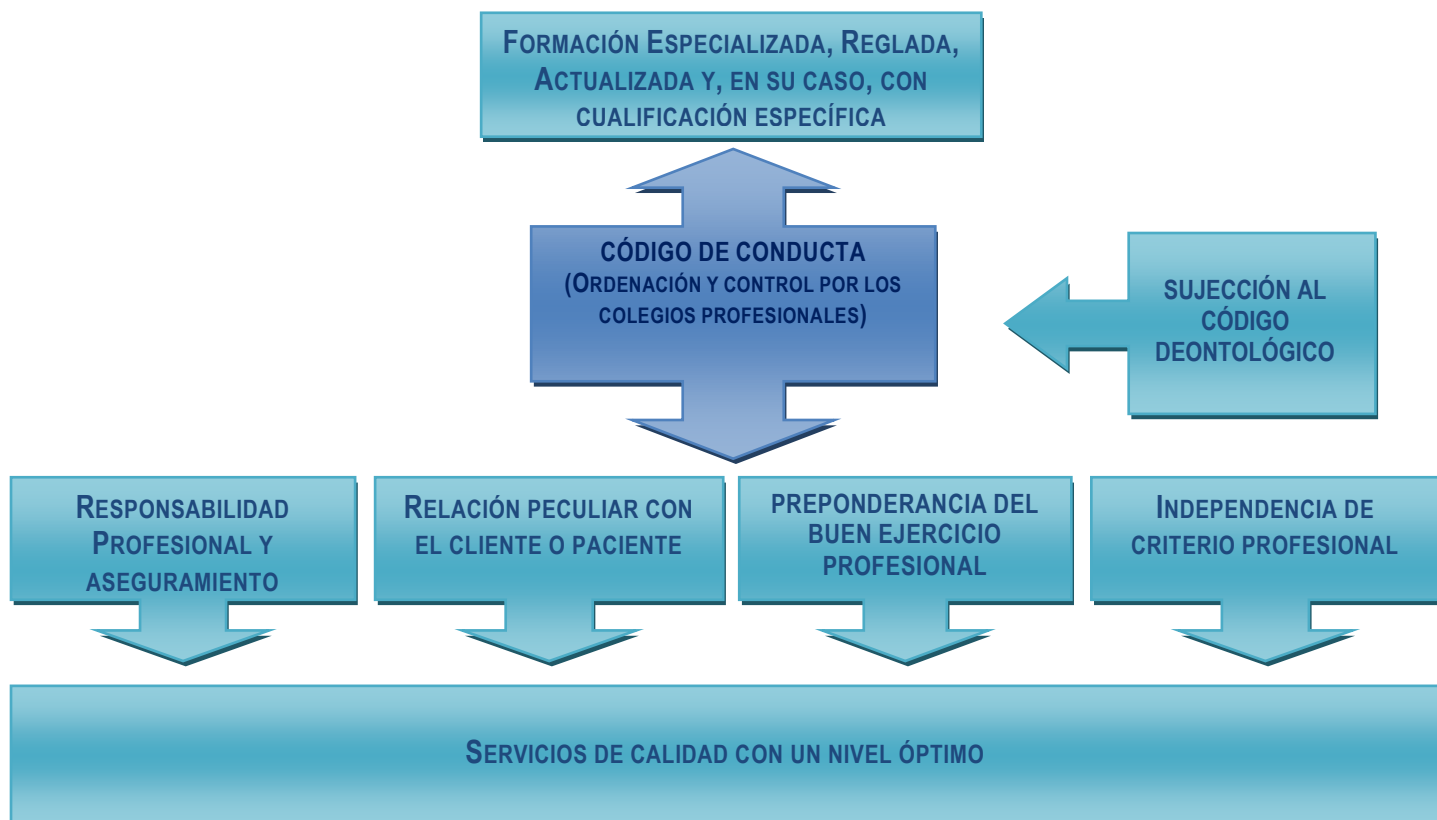 FORMACIÓN ESPECIALIZADA, REGLADA,
ACTUALIZADA Y, EN SU CASO, CON
CUALIFICACIÓN ESPECÍFICA
CÓDIGO DE CONDUCTA
(ORDENACIÓN Y CONTROL POR LOS
COLEGIOS PROFESIONALES)
SUJECCIÓN AL
CÓDIGO
DEONTOLÓGICO
RESPONSABILIDAD
PROFESIONAL Y
ASEGURAMIENTO
RELACIÓN PECULIAR CON
EL CLIENTE O PACIENTE
PREPONDERANCIA DEL
BUEN EJERCICIO
PROFESIONAL
INDEPENDENCIA DE
CRITERIO PROFESIONAL
SERVICIOS DE CALIDAD CON UN NIVEL ÓPTIMO